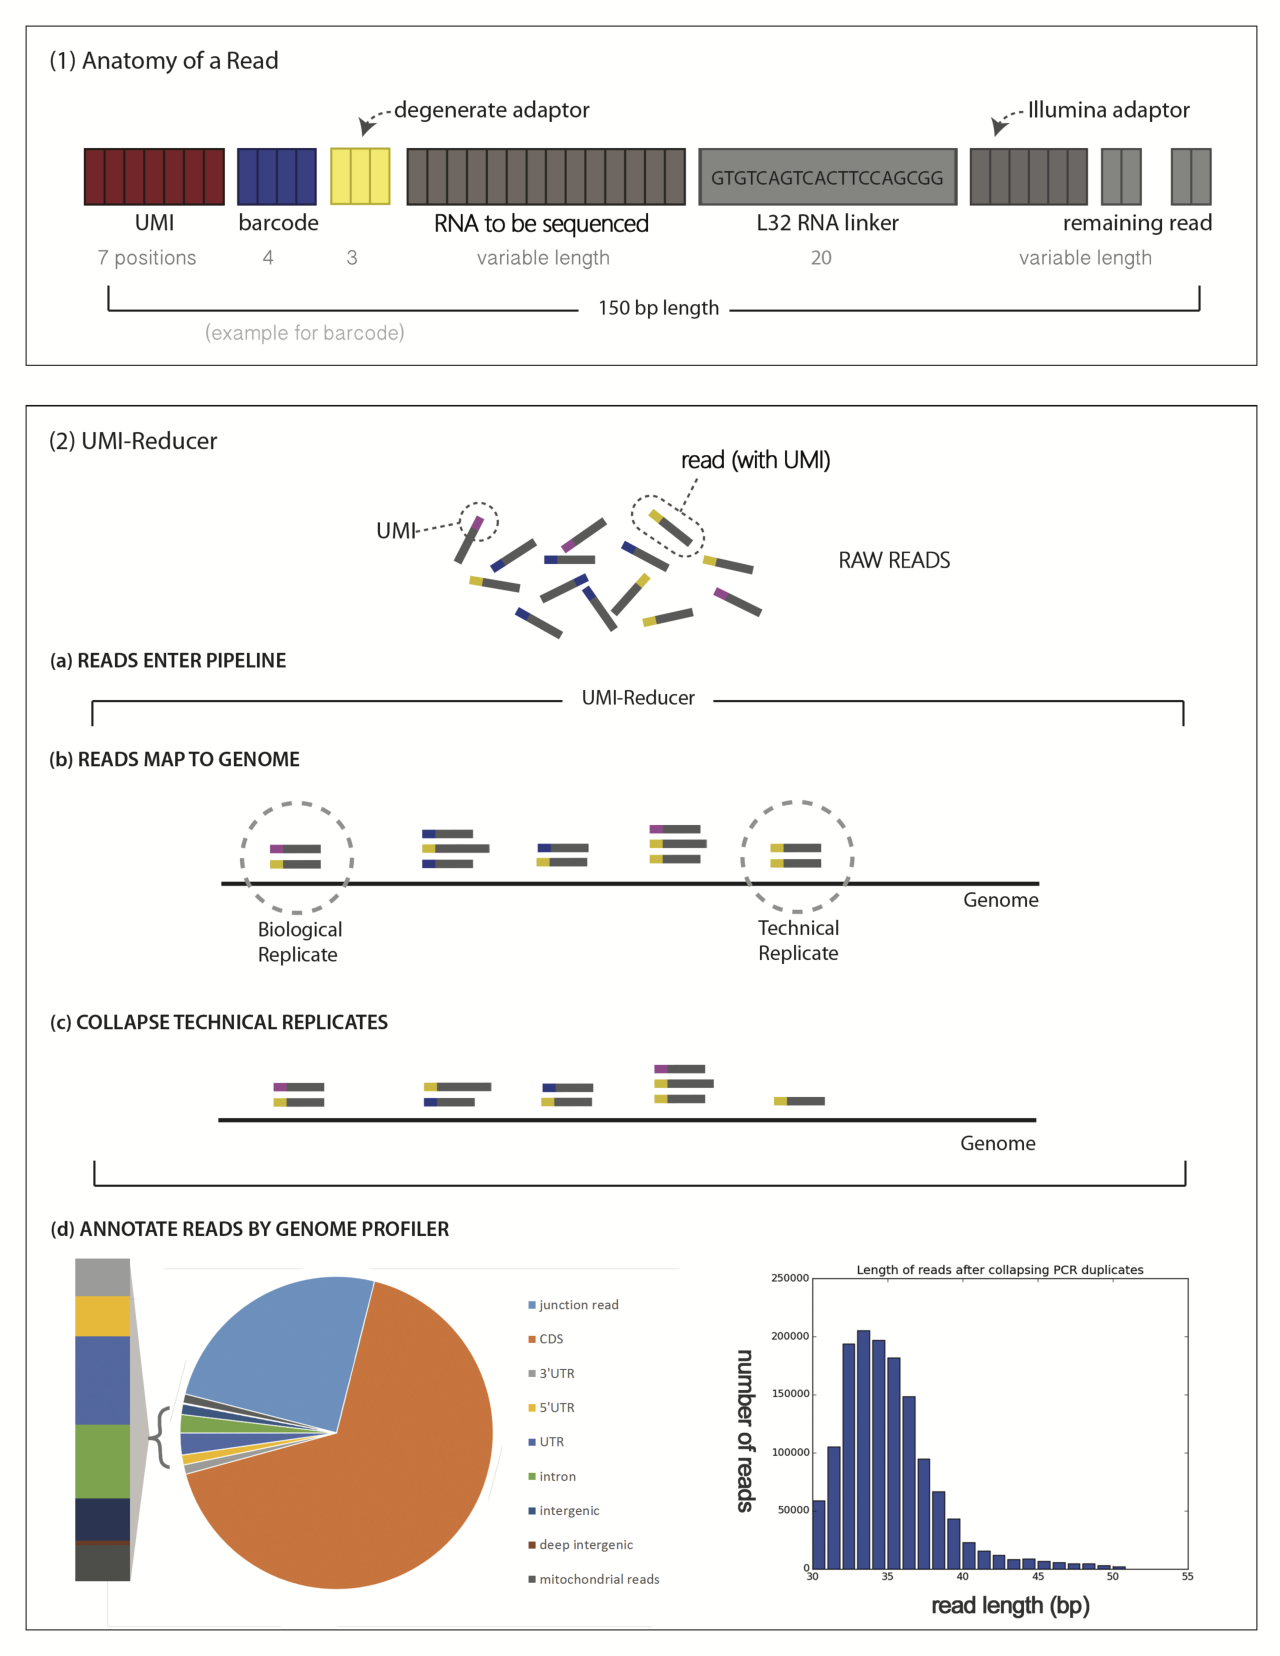 (1) Anatomy of a Read
degenerate adaptor
Illumina adaptor
GTGTCAGTCACTTCCAGCGG
UMI
barcode
RNA to be sequenced
L32 RNA linker
remaining read
7 positions
4
3
variable length
20
variable length
150 bp length
(example for barcode)
(2) UMI-Reducer
read (with UMI)
UMI
RAW READS
(a) READS ENTER PIPELINE
UMI-Reducer
(b) READS MAP TO GENOME
Genome
Biological
Replicate
Technical
Replicate
(c) COLLAPSE TECHNICAL REPLICATES
Genome
(d) ANNOTATE READS BY GENOME PROFILER
junction read
CDS
3'UTR
5'UTR
UTR
intron
intergenic
deep intergenic
mitochondrial reads
Length of reads after collapsing PCR duplicates
number of reads
250000
200000
150000
100000
50000
0
30
35
40
45
50
55
read length (bp)